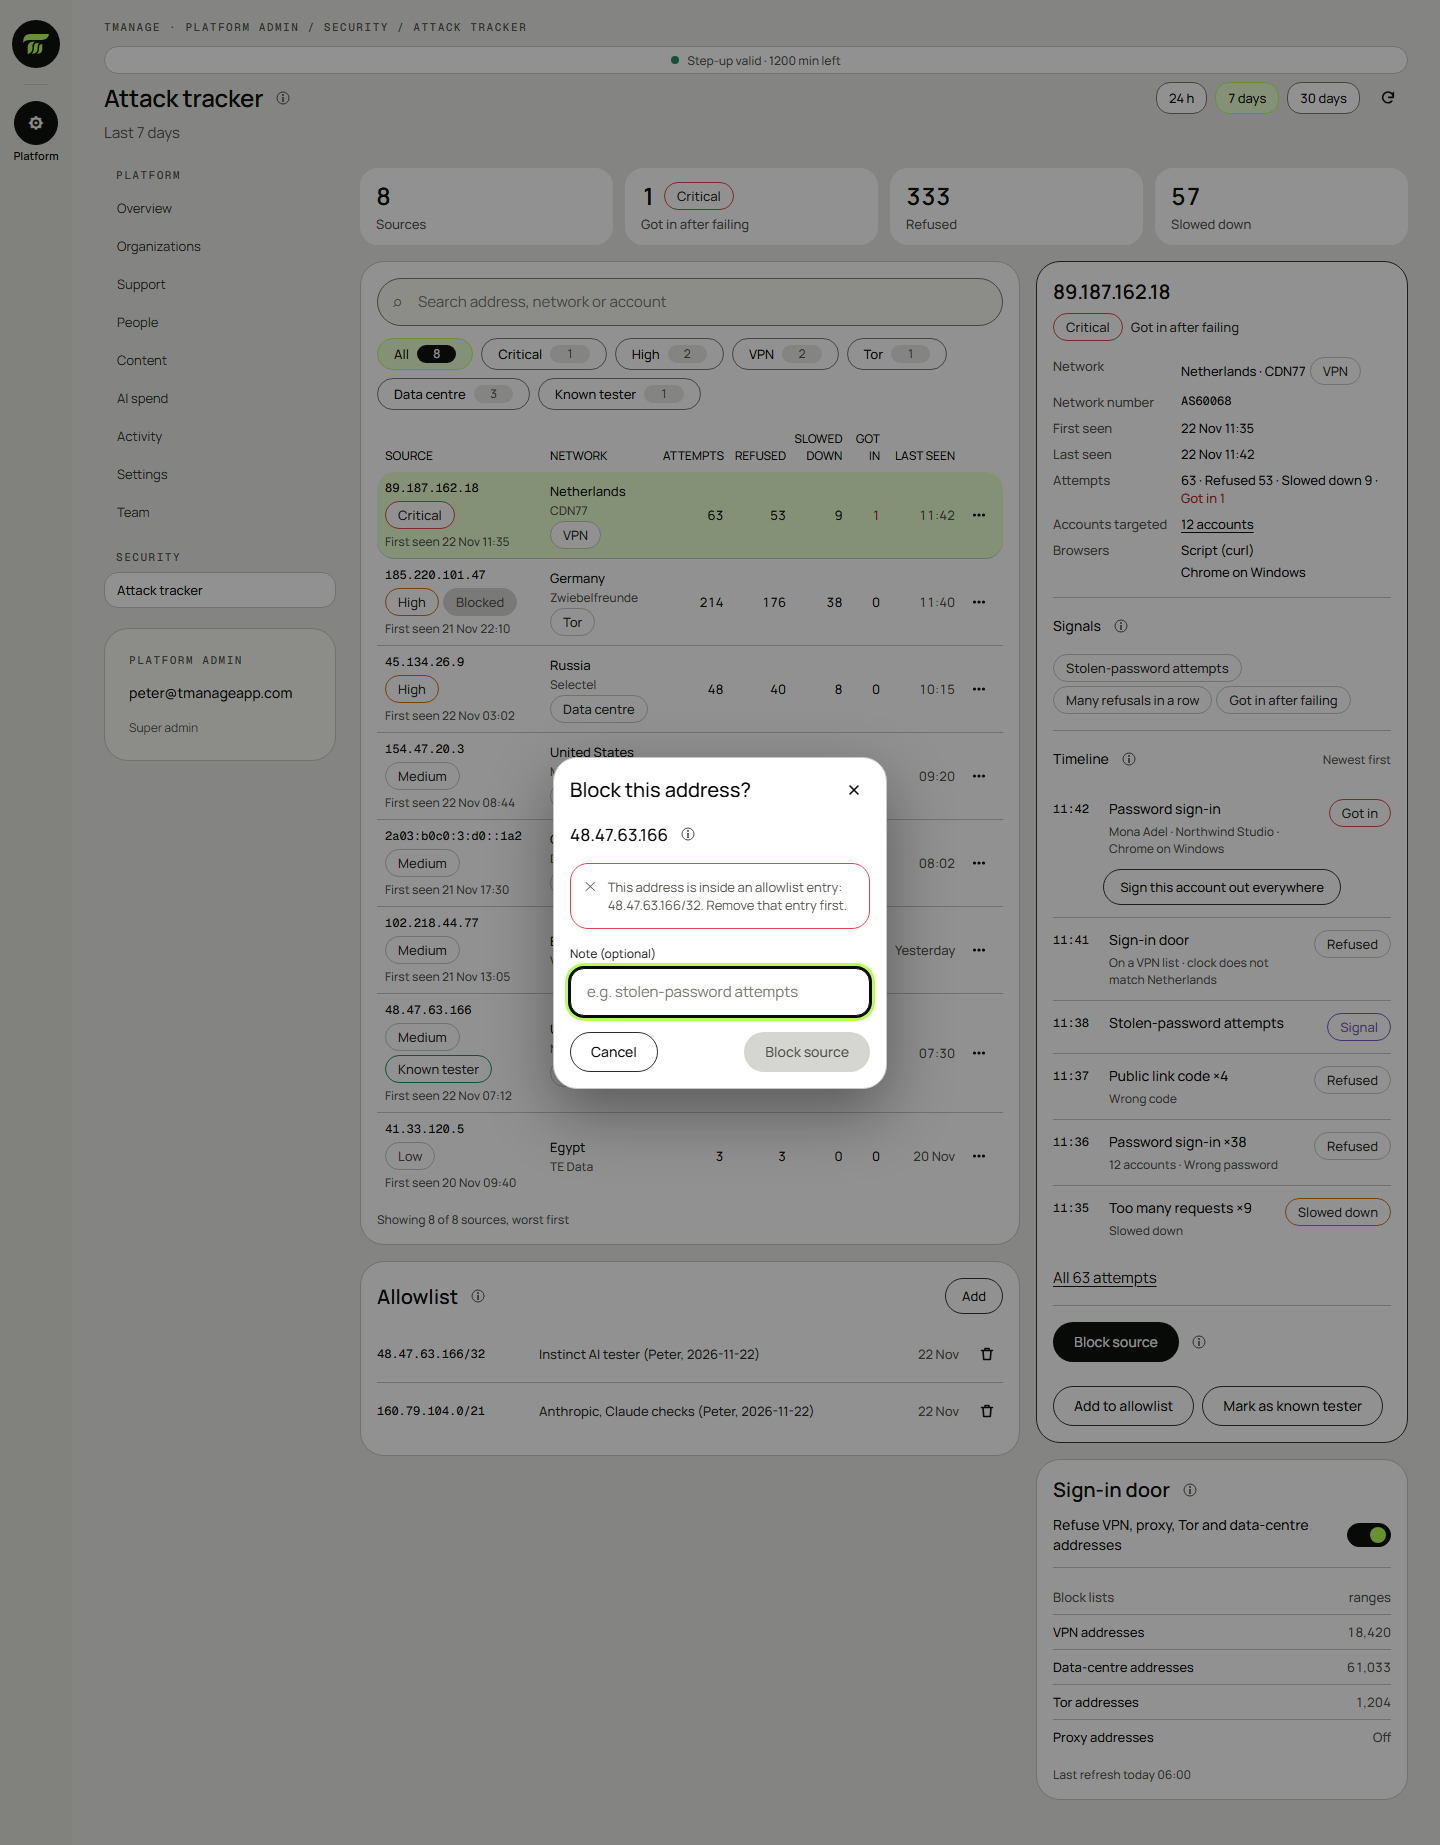 TMANAGE · PLATFORM ADMIN / SECURITY / ATTACK TRACKER
Step-up valid · 1200 min left
Attack tracker
24 h
7 days
30 days
Last 7 days
Platform
PLATFORM
Overview
Organizations
Support
People
Content
AI spend
Activity
Settings
Team
SECURITY
Attack tracker
PLATFORM ADMIN
peter@tmanageapp.com
Super admin
8
Sources
1 Critical
Got in after failing
333
Refused
57
Slowed down
Search address, network or account
All 8
Critical 1
High 2
VPN 2
Tor 1
Data centre 3
Known tester 1
SOURCE NETWORK ATTEMPTS REFUSED SLOWED DOWN GOT IN LAST SEEN
89.187.162.18
Critical
First seen 22 Nov 11:35
Netherlands
CDN77
VPN
63 53 9 1 11:42
185.220.101.47
High Blocked
First seen 21 Nov 22:10
Germany
Zwiebelfreunde
Tor
214 176 38 0 11:40
45.134.26.9
High
First seen 22 Nov 03:02
Russia
Selectel
Data centre
48 40 8 0 10:15
154.47.20.3
Medium
First seen 22 Nov 08:44
United States
09:20
2a03:b0c0:3:d0::1a2
Medium
First seen 21 Nov 17:30
08:02
102.218.44.77
Medium
First seen 21 Nov 13:05
Yesterday
48.47.63.166
Medium
Known tester
First seen 22 Nov 07:12
07:30
41.33.120.5
Low
First seen 20 Nov 09:40
Egypt
TE Data
3 3 0 0 20 Nov
Showing 8 of 8 sources, worst first
Block this address?
48.47.63.166
This address is inside an allowlist entry:
48.47.63.166/32. Remove that entry first.
Note (optional)
e.g. stolen-password attempts
Cancel
Block source
Allowlist
Add
48.47.63.166/32 Instinct AI tester (Peter, 2026-11-22) 22 Nov
160.79.104.0/21 Anthropic, Claude checks (Peter, 2026-11-22) 22 Nov
89.187.162.18
Critical Got in after failing
Network Netherlands · CDN77 VPN
Network number AS60068
First seen 22 Nov 11:35
Last seen 22 Nov 11:42
Attempts 63 · Refused 53 · Slowed down 9 ·
Got in 1
Accounts targeted 12 accounts
Browsers Script (curl)
Chrome on Windows
Signals
Stolen-password attempts
Many refusals in a row
Got in after failing
Timeline
Newest first
11:42 Password sign-in Got in
Mona Adel · Northwind Studio ·
Chrome on Windows
Sign this account out everywhere
11:41 Sign-in door Refused
On a VPN list · clock does not
match Netherlands
11:38 Stolen-password attempts Signal
11:37 Public link code ×4 Refused
Wrong code
11:36 Password sign-in ×38 Refused
12 accounts · Wrong password
11:35 Too many requests ×9 Slowed down
Slowed down
All 63 attempts
Block source
Add to allowlist
Mark as known tester
Sign-in door
Refuse VPN, proxy, Tor and data-centre
addresses
Block lists ranges
VPN addresses 18,420
Data-centre addresses 61,033
Tor addresses 1,204
Proxy addresses Off
Last refresh today 06:00